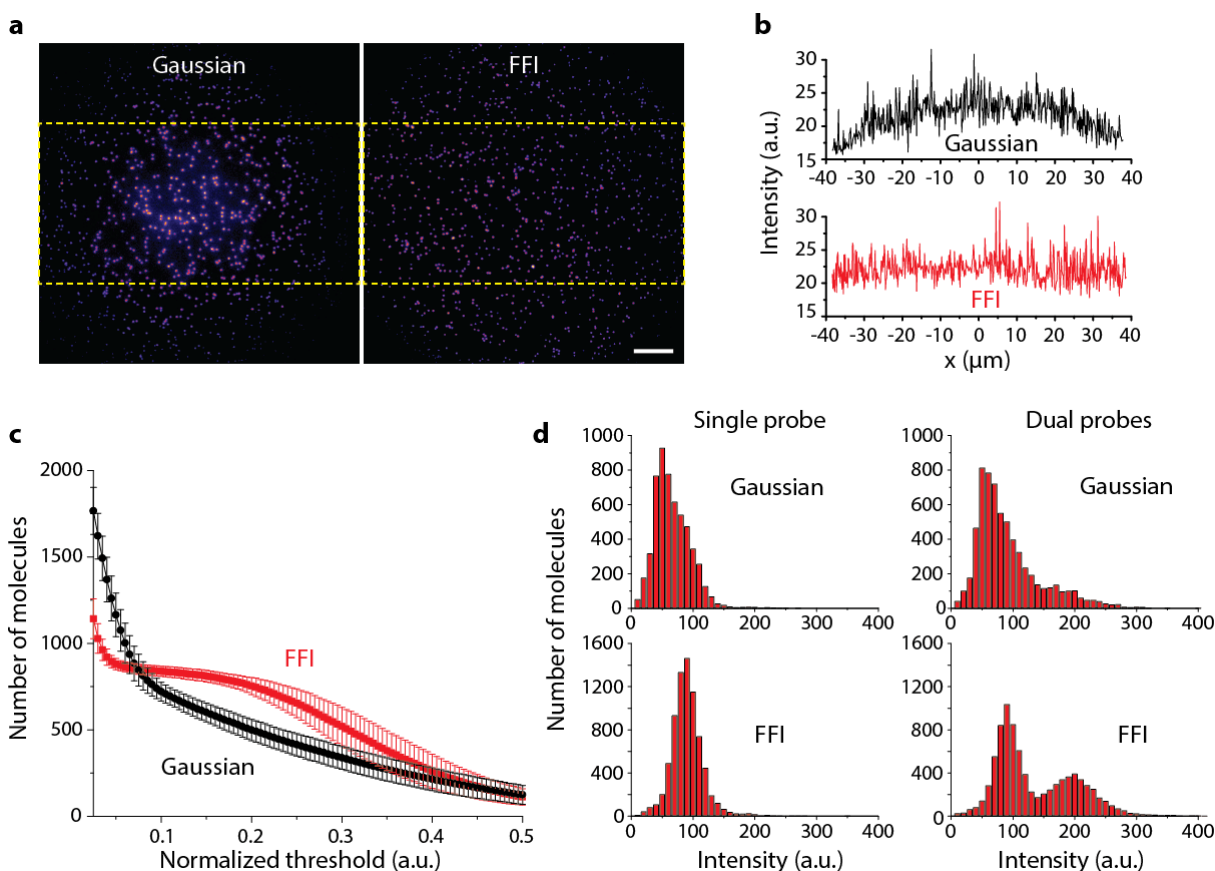 a
Gaussian
FFI
b
30
25
20
15
Gaussian
-40 -30 -20 -10 0 10 20 30 40
30
25
20
15
FFI
-40 -30 -20 -10 0 10 20 30 40
Intensity (a.u.)
x (μm)
c
2000
1500
1000
500
0
FFI
Gaussian
0.1 0.2 0.3 0.4 0.5
Number of molecules
Normalized threshold (a.u.)
d
Single probe
Dual probes
1000
800
600
400
200
0
Gaussian
0 100 200 300 400
1000
800
600
400
200
0
Gaussian
0 100 200 300 400
Number of molecules
1600
1200
800
400
0
FFI
0 100 200 300 400
Intensity (a.u.)
1600
1200
800
400
0
FFI
0 100 200 300 400
Intensity (a.u.)